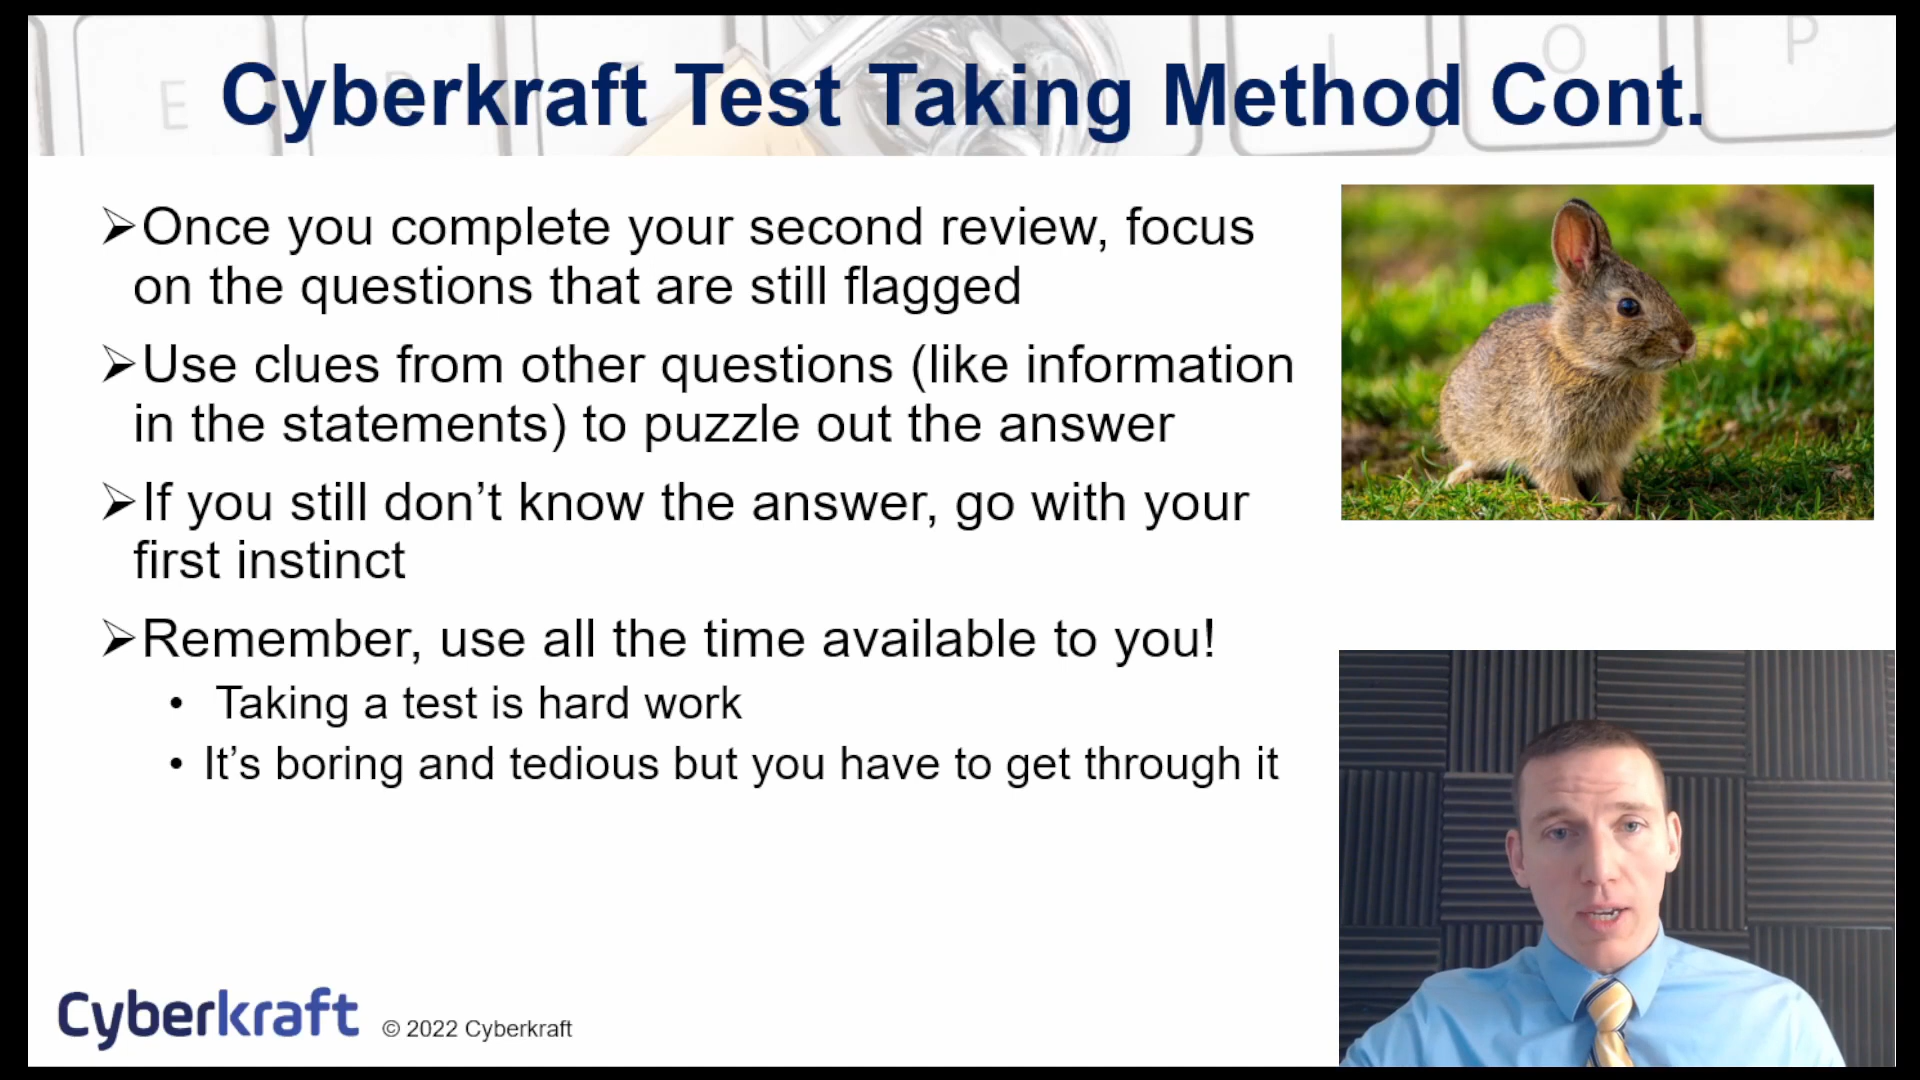 Cyberkraft Test Taking Method Cont.
➢Once you complete your second review, focus
on the questions that are still flagged
➢Use clues from other questions (like information
in the statements) to puzzle out the answer
➢If you still don’t know the answer, go with your
first instinct
➢Remember, use all the time available to you!
• Taking a test is hard work
• It’s boring and tedious but you have to get through it
Cyberkraft © 2022 Cyberkraft
E
I
O
P